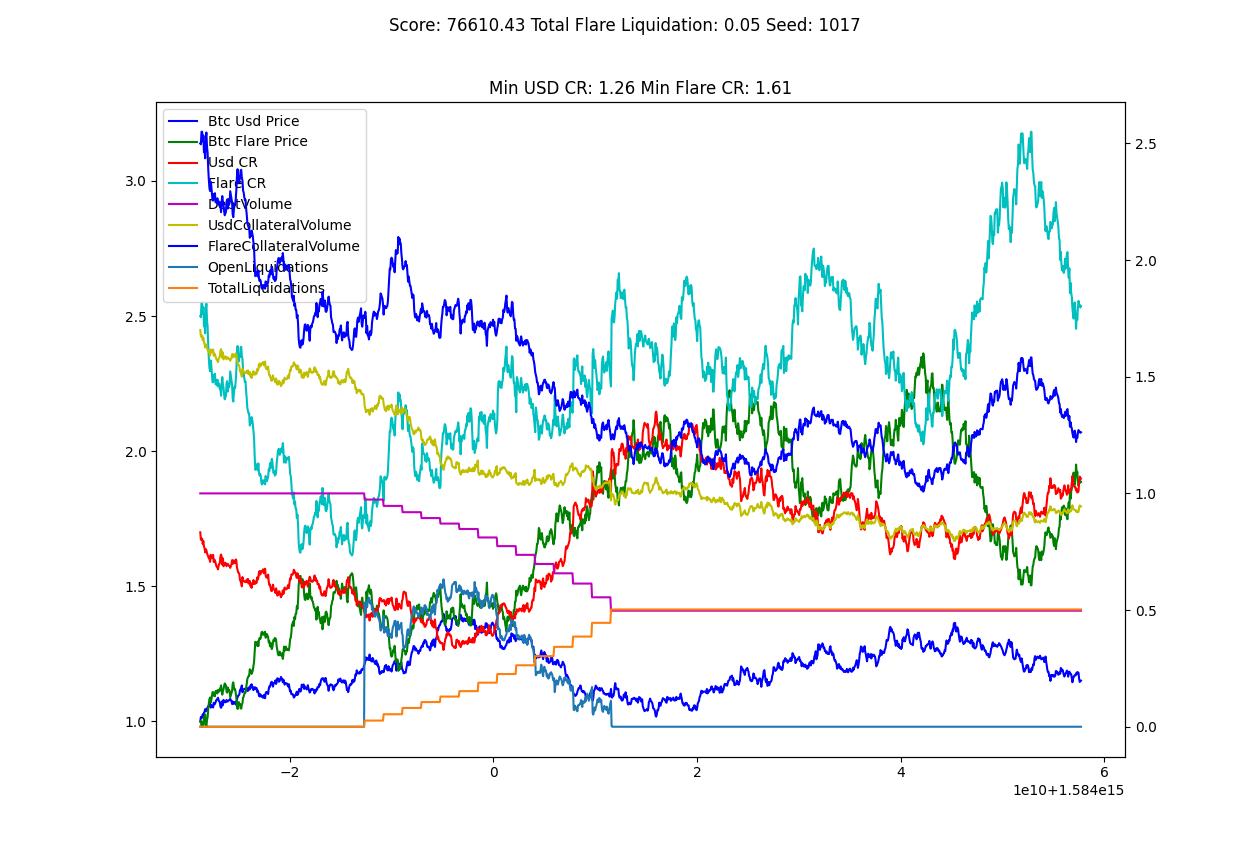 Score: 76610.43 Total Flare Liquidation: 0.05 Seed: 1017
Min USD CR: 1.26 Min Flare CR: 1.61
Btc Usd Price
Btc Flare Price
Usd CR
Flare CR
DebtVolume
UsdCollateralVolume
FlareCollateralVolume
OpenLiquidations
TotalLiquidations
3.0
2.5
2.0
1.5
1.0
2.5
2.0
1.5
1.0
0.5
0.0
−2
0
2
4
6
1e10+1.584e15